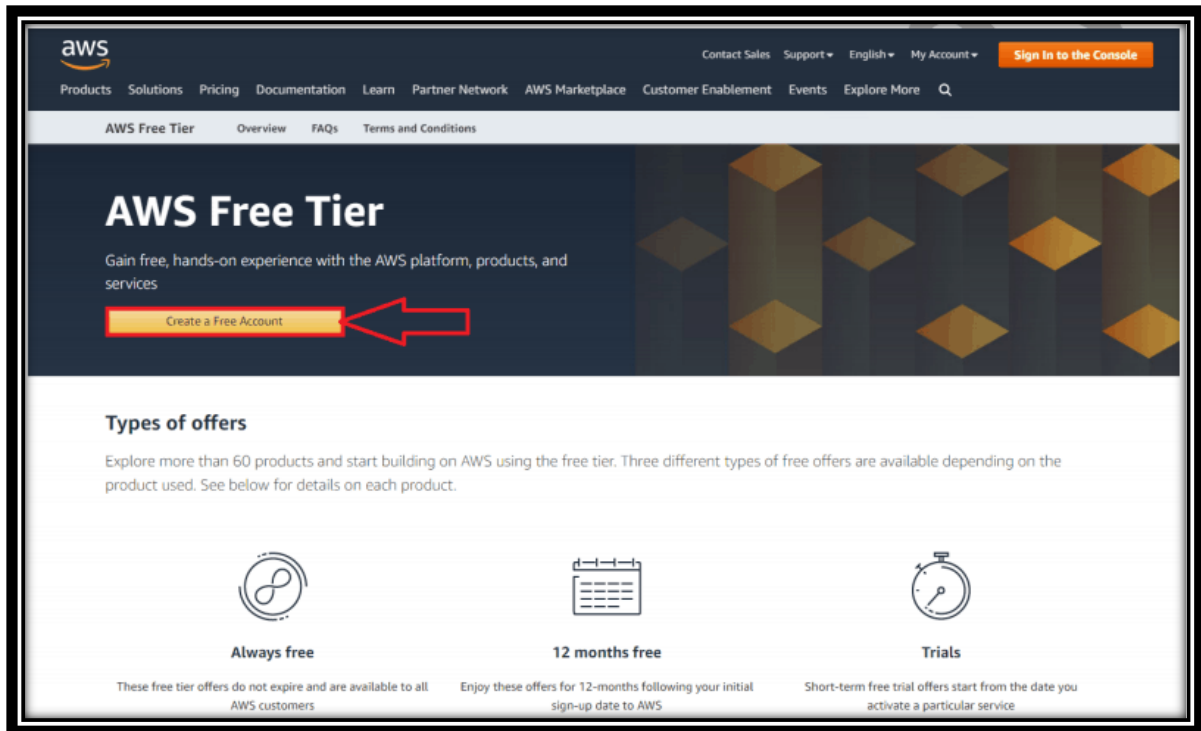 aws
Contact Sales Support English My Account Sign In to the Console
Products Solutions Pricing Documentation Learn Partner Network AWS Marketplace Customer Enablement Events Explore More
AWS Free Tier Overview FAQs Terms and Conditions
AWS Free Tier
Gain free, hands-on experience with the AWS platform, products, and
services
Create a Free Account
Types of offers
Explore more than 60 products and start building on AWS using the free tier. Three different types of free offers are available depending on the
product used. See below for details on each product.
Always free
These free tier offers do not expire and are available to all
AWS customers
12 months free
Enjoy these offers for 12-months following your initial
sign-up date to AWS
Trials
Short-term free trial offers start from the date you
activate a particular service